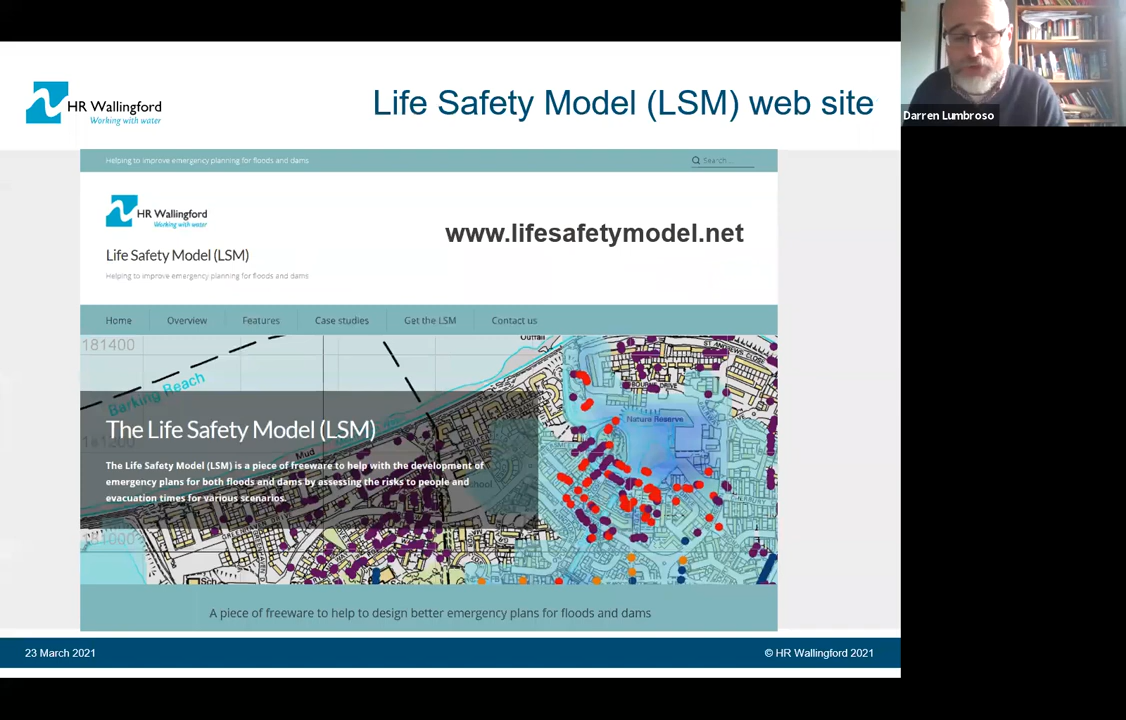 HR Wallingford
Working with water
Life Safety Model (LSM) web site
Darren Lumbroso
Helping to improve emergency planning for floods and dams
Search...
HR Wallingford
Working with water
www.lifesafetymodel.net
Life Safety Model (LSM)
Helping to improve emergency planning for floods and dams
Home
Overview
Features
Case studies
Get the LSM
Contact us
181400
Outfall
ST ANDREWS CLOSE
Barking Reach
Nature Reserve
The Life Safety Model (LSM)
Mud
The Life Safety Model (LSM) is a piece of freeware to help with the development of
emergency plans for both floods and dams by assessing the risks to people and
evacuation times for various scenarios.
181000
Sch
A piece of freeware to help to design better emergency plans for floods and dams
23 March 2021
© HR Wallingford 2021